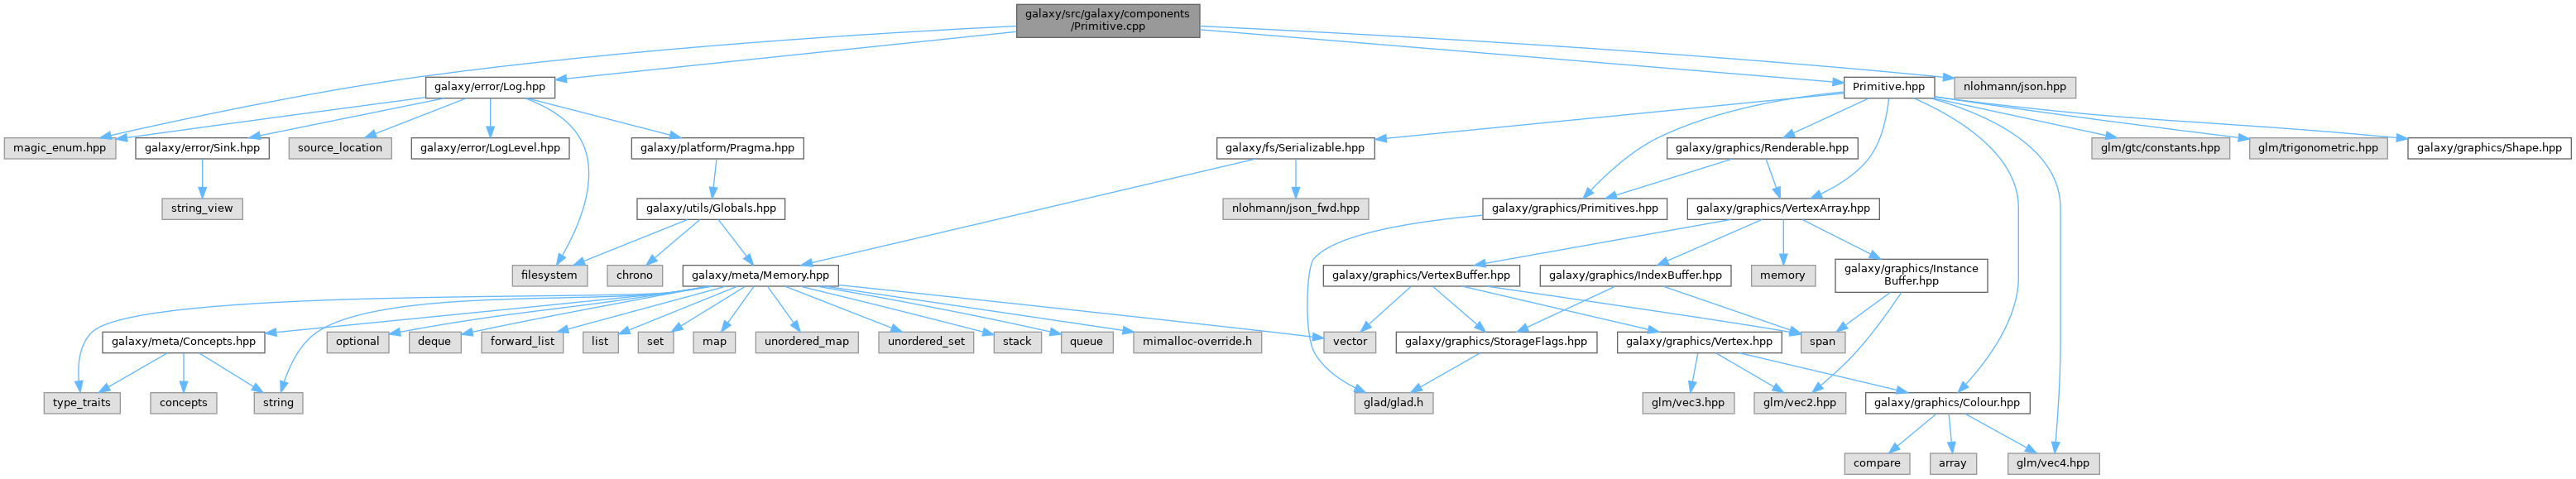 galaxy/src/galaxy/components
/Primitive.cpp
galaxy/error/Log.hpp
Primitive.hpp
nlohmann/json.hpp
magic_enum.hpp
galaxy/error/Sink.hpp
source_location
galaxy/error/LogLevel.hpp
galaxy/platform/Pragma.hpp
galaxy/fs/Serializable.hpp
galaxy/graphics/Renderable.hpp
glm/gtc/constants.hpp
glm/trigonometric.hpp
galaxy/graphics/Shape.hpp
string_view
galaxy/utils/Globals.hpp
nlohmann/json_fwd.hpp
galaxy/graphics/Primitives.hpp
galaxy/graphics/VertexArray.hpp
filesystem
chrono
galaxy/meta/Memory.hpp
galaxy/graphics/VertexBuffer.hpp
galaxy/graphics/IndexBuffer.hpp
memory
galaxy/graphics/Instance
Buffer.hpp
galaxy/meta/Concepts.hpp
optional
deque
forward_list
list
set
map
unordered_map
unordered_set
stack
queue
mimalloc-override.h
vector
galaxy/graphics/StorageFlags.hpp
galaxy/graphics/Vertex.hpp
span
type_traits
concepts
string
glad/glad.h
glm/vec3.hpp
glm/vec2.hpp
galaxy/graphics/Colour.hpp
compare
array
glm/vec4.hpp